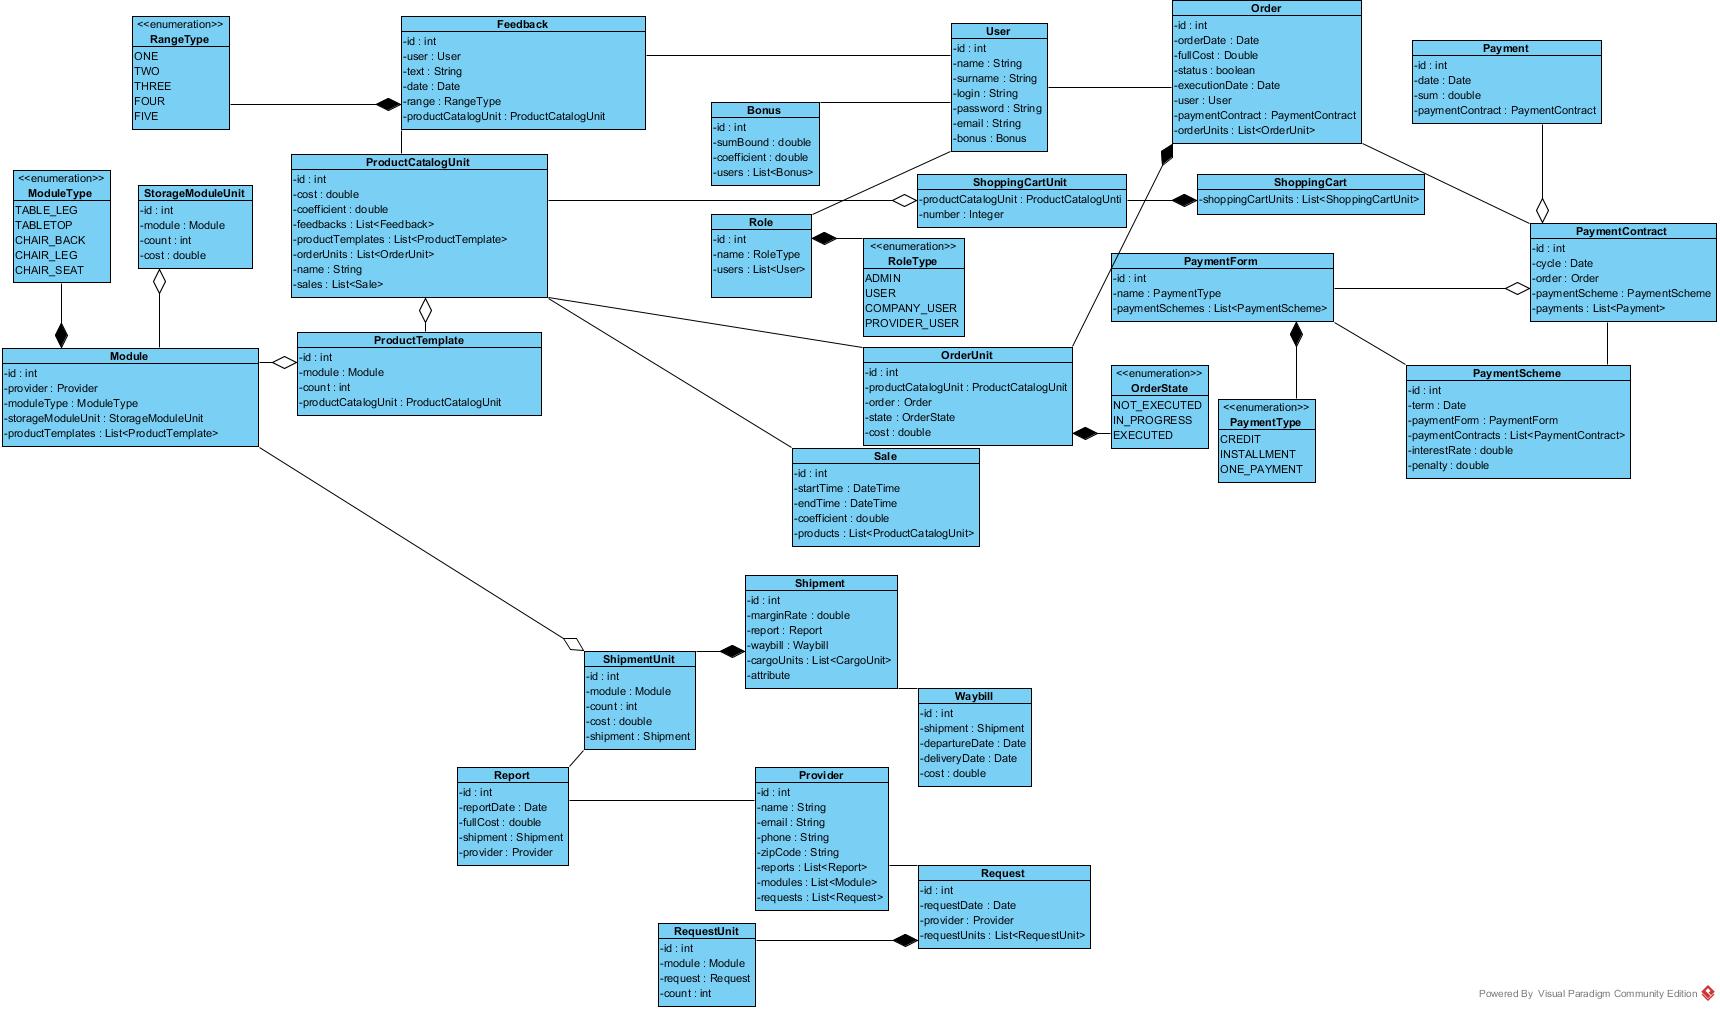 <<enumeration>>
RangeType
ONE
TWO
THREE
FOUR
FIVE
Feedback
-id : int
-user : User
-text : String
-date : Date
-range : RangeType
-productCatalogUnit : ProductCatalogUnit
User
-id : int
-name : String
-surname : String
-login : String
-password : String
-email : String
-bonus : Bonus
Order
-id : int
-orderDate : Date
-fullCost : Double
-status : boolean
-executionDate : Date
-user : User
-paymentContract : PaymentContract
-orderUnits : List<OrderUnit>
Payment
-id : int
-date : Date
-sum : double
-paymentContract : PaymentContract
Bonus
-id : int
-sumBound : double
-coefficient : double
-users : List<Bonus>
<<enumeration>>
ModuleType
TABLE_LEG
TABLETOP
CHAIR_BACK
CHAIR_LEG
CHAIR_SEAT
StorageModuleUnit
-id : int
-module : Module
-count : int
-cost : double
ProductCatalogUnit
-id : int
-cost : double
-coefficient : double
-feedbacks : List<Feedback>
-productTemplates : List<ProductTemplate>
-orderUnits : List<OrderUnit>
-name : String
-sales : List<Sale>
ShoppingCartUnit
-productCatalogUnit : ProductCatalogUnti
-number : Integer
ShoppingCart
-shoppingCartUnits : List<ShoppingCartUnit>
Role
-id : int
-name : RoleType
-users : List<User>
<<enumeration>>
RoleType
ADMIN
USER
COMPANY_USER
PROVIDER_USER
PaymentForm
-id : int
-name : PaymentType
-paymentSchemes : List<PaymentScheme>
PaymentContract
-id : int
-cycle : Date
-order : Order
-paymentScheme : PaymentScheme
-payments : List<Payment>
Module
-id : int
-provider : Provider
-moduleType : ModuleType
-storageModuleUnit : StorageModuleUnit
-productTemplates : List<ProductTemplate>
ProductTemplate
-id : int
-module : Module
-count : int
-productCatalogUnit : ProductCatalogUnit
OrderUnit
-id : int
-productCatalogUnit : ProductCatalogUnit
-order : Order
-state : OrderState
-cost : double
<<enumeration>>
OrderState
NOT_EXECUTED
IN_PROGRESS
EXECUTED
<<enumeration>>
PaymentType
CREDIT
INSTALLMENT
ONE_PAYMENT
PaymentScheme
-id : int
-term : Date
-paymentForm : PaymentForm
-paymentContracts : List<PaymentContract>
-interestRate : double
-penalty : double
Sale
-id : int
-startTime : DateTime
-endTime : DateTime
-coefficient : double
-products : List<ProductCatalogUnit>
Shipment
-id : int
-marginRate : double
-report : Report
-waybill : Waybill
-cargoUnits : List<CargoUnit>
-attribute
ShipmentUnit
-id : int
-module : Module
-count : int
-cost : double
-shipment : Shipment
Waybill
-id : int
-shipment : Shipment
-departureDate : Date
-deliveryDate : Date
-cost : double
Report
-id : int
-reportDate : Date
-fullCost : double
-shipment : Shipment
-provider : Provider
Provider
-id : int
-name : String
-email : String
-phone : String
-zipCode : String
-reports : List<Report>
-modules : List<Module>
-requests : List<Request>
Request
-id : int
-requestDate : Date
-provider : Provider
-requestUnits : List<RequestUnit>
RequestUnit
-id : int
-module : Module
-request : Request
-count : int
Powered By Visual Paradigm Community Edition